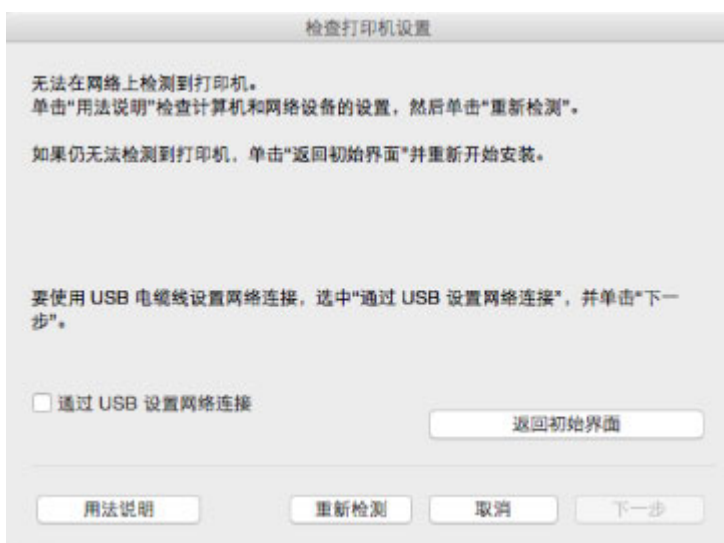 检查打印机设置
无法在网络上检测到打印机。
单击“用法说明”检查计算机和网络设备的设置，然后单击“重新检测”。
如果仍无法检测到打印机，单击“返回初始界面”并重新开始安装。
要使用 USB 电缆线设置网络连接，选中“通过 USB 设置网络连接”，并单击“下一
步”。
通过 USB 设置网络连接
返回初始界面
用法说明 重新检测 取消 下一步